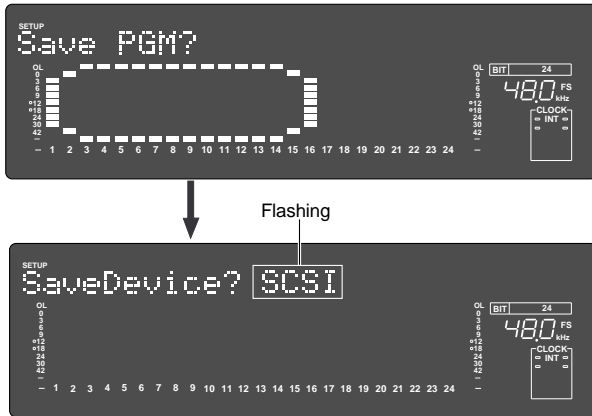 SETUP
Save PGM?
OL
0
3
6
9
12
18
24
30
42
–
– 1 2 3 4 5 6 7 8 9 10 11 12 13 14 15 16 17 18 19 20 21 22 23 24 –
OL
0
3
6
9
12
18
24
30
42
BIT 24
48.0 FS
kHz
CLOCK
INT
Flashing
SETUP
SaveDevice? SCSI
OL
0
3
6
9
12
18
24
30
42
–
– 1 2 3 4 5 6 7 8 9 10 11 12 13 14 15 16 17 18 19 20 21 22 23 24 –
OL
0
3
6
9
12
18
24
30
42
–
BIT 24
48.0 FS
kHz
CLOCK
INT